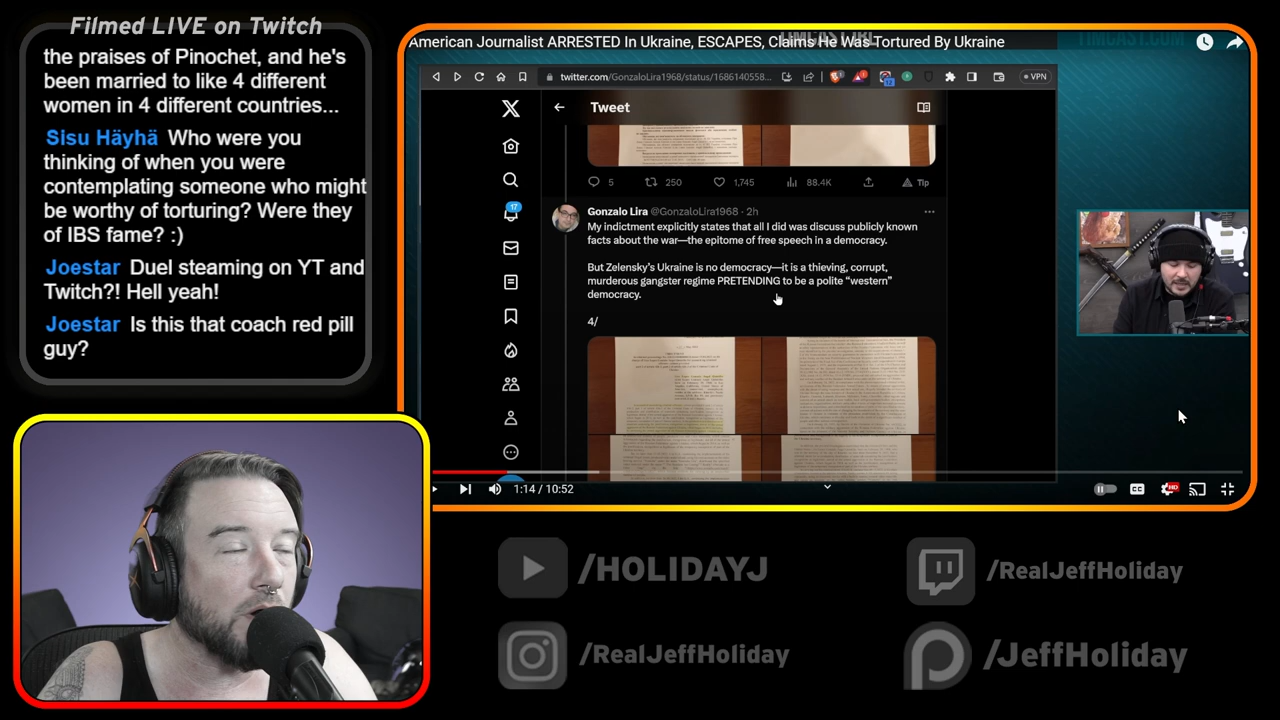 Filmed LIVE on Twitch
the praises of Pinochet, and he's
been married to like 4 different
women in 4 different countries...
Sisu Häyhä Who were you
thinking of when you were
contemplating someone who might
be worthy of torturing? Were they
of IBS fame? :)
Joestar Duel steaming on YT and
Twitch?! Hell yeah!
Joestar Is this that coach red pill
guy?
American Journalist ARRESTED In Ukraine, ESCAPES, Claims He Was Tortured By Ukraine
TIMCAST.COM
twitter.com/GonzaloLira1968/status/1686140558...
VPN
Tweet
5 250 1,745 88.4K Tip
17
Gonzalo Lira @GonzaloLira1968 · 2h
My indictment explicitly states that all I did was discuss publicly known
facts about the war—the epitome of free speech in a democracy.
But Zelensky's Ukraine is no democracy—it is a thieving, corrupt,
murderous gangster regime PRETENDING to be a polite "western"
democracy.
4/
1:14 / 10:52
CC
HD
/HOLIDAYJ
/RealJeffHoliday
/RealJeffHoliday
/JeffHoliday